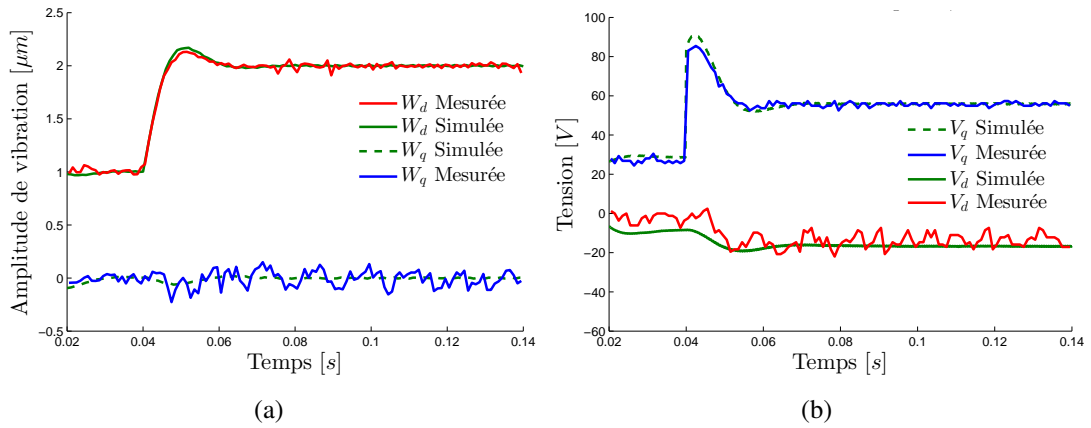 Amplitude de vibration [μm]
2.5
2
1.5
1
0.5
0
−0.5
0.02 0.04 0.06 0.08 0.1 0.12 0.14
Temps [s]
W_d Mesurée
W_d Simulée
W_q Simulée
W_q Mesurée
(a)
Tension [V]
100
80
60
40
20
0
−20
−40
−60
0.02 0.04 0.06 0.08 0.1 0.12 0.14
Temps [s]
V_q Simulée
V_q Mesurée
V_d Simulée
V_d Mesurée
(b)